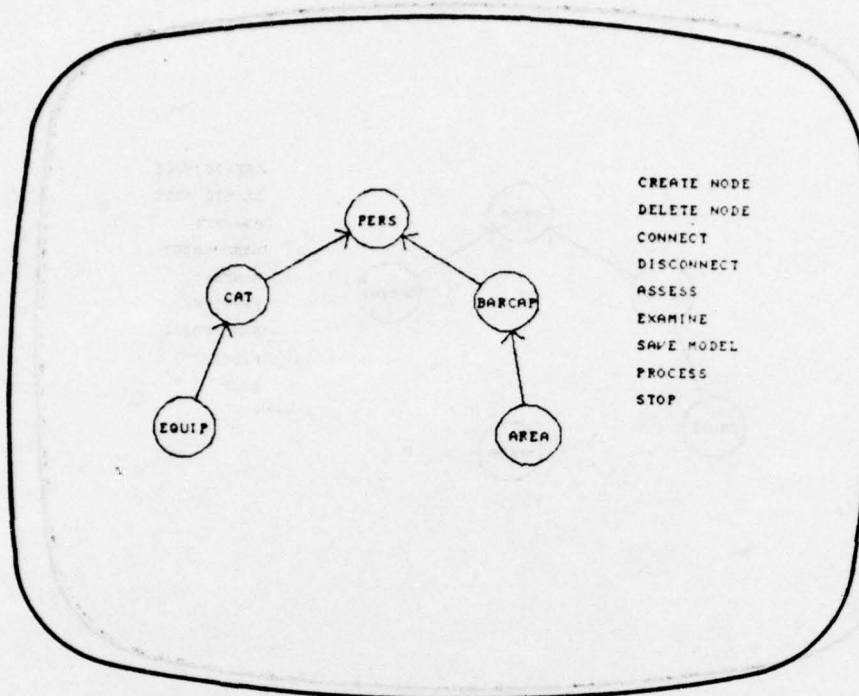 PERS
CAT
BARCAP
EQUIP
AREA
CREATE NODE
DELETE NODE
CONNECT
DISCONNECT
ASSESS
EXAMINE
SAVE MODEL
PROCESS
STOP